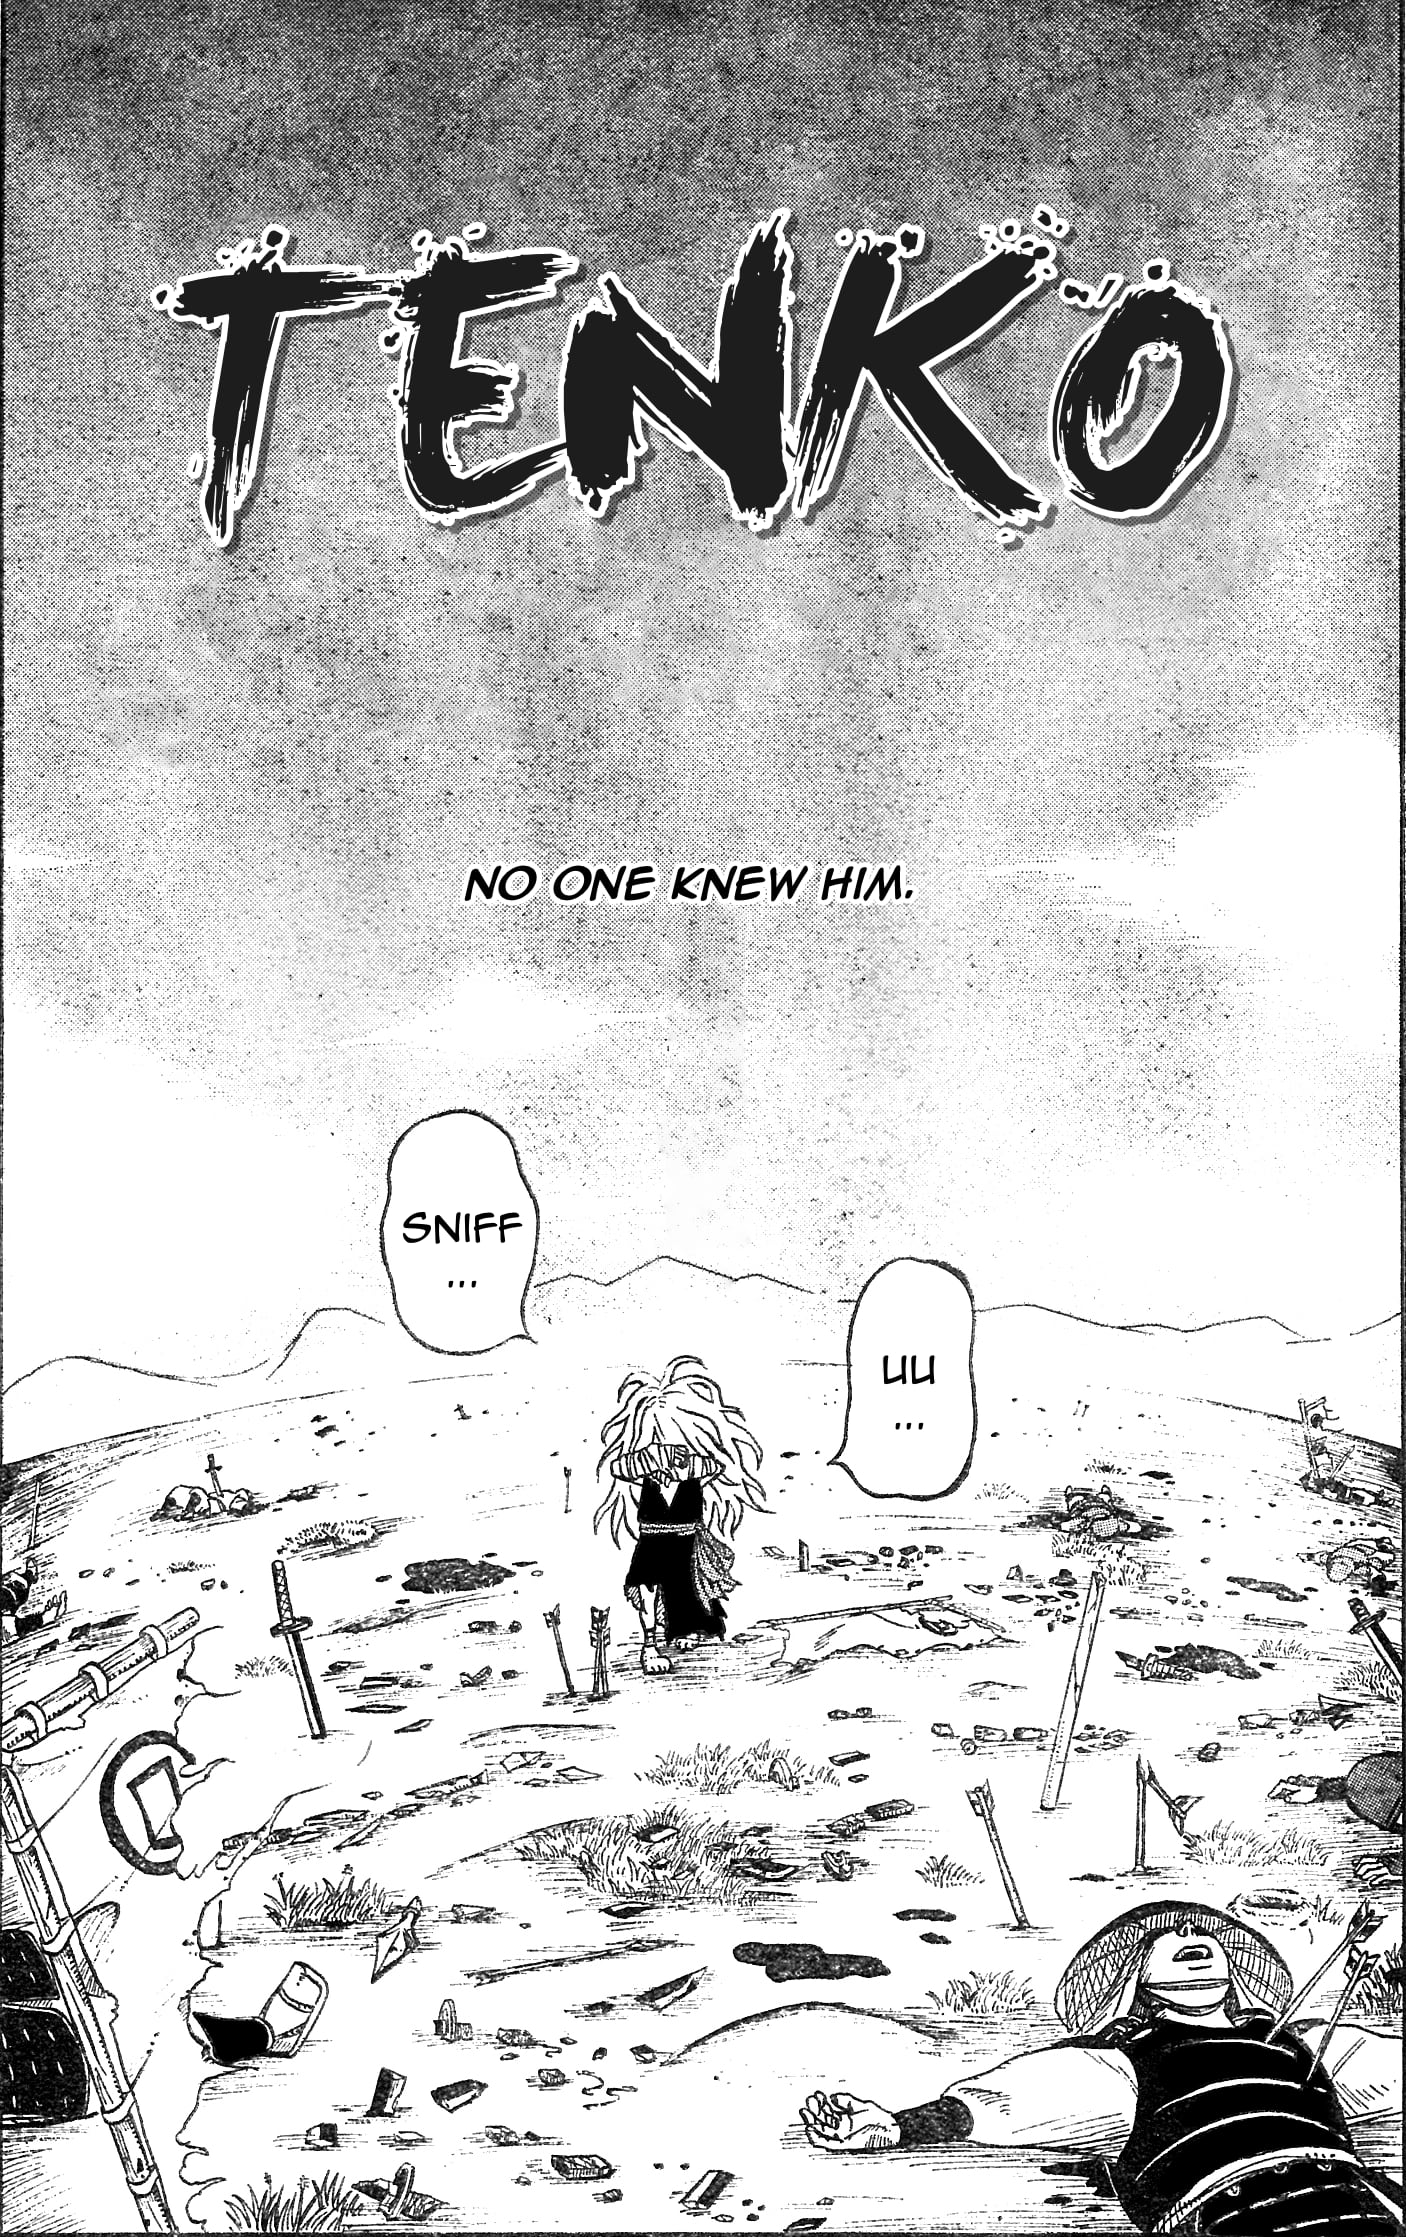 TENKO
NO ONE KNEW HIM.
SNIFF
...
UU
...